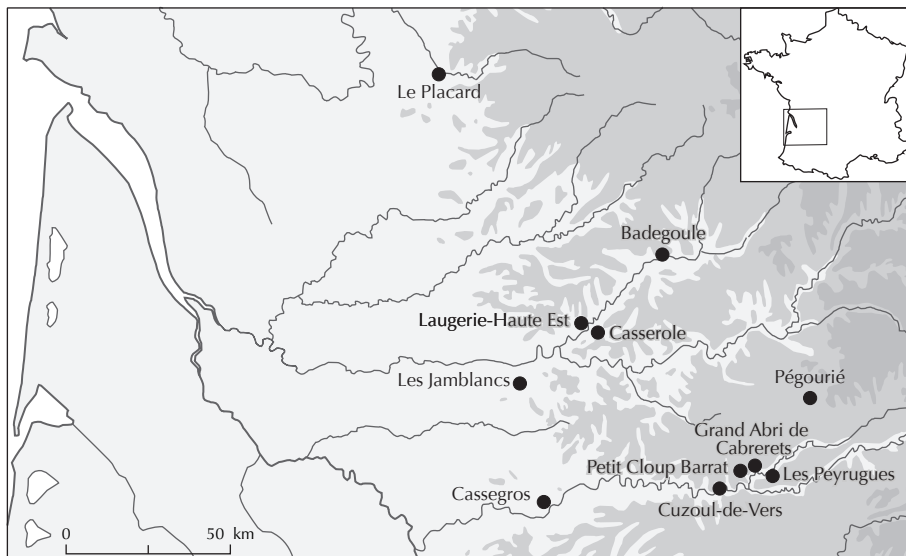 Le Placard
Badegoule
Laugerie-Haute Est
Casserole
Les Jamblancs
Pégourié
Grand Abri de
Cabrerets
Petit Cloup Barrat
Les Peyrugues
Cassegros
Cuzoul-de-Vers
0 50 km